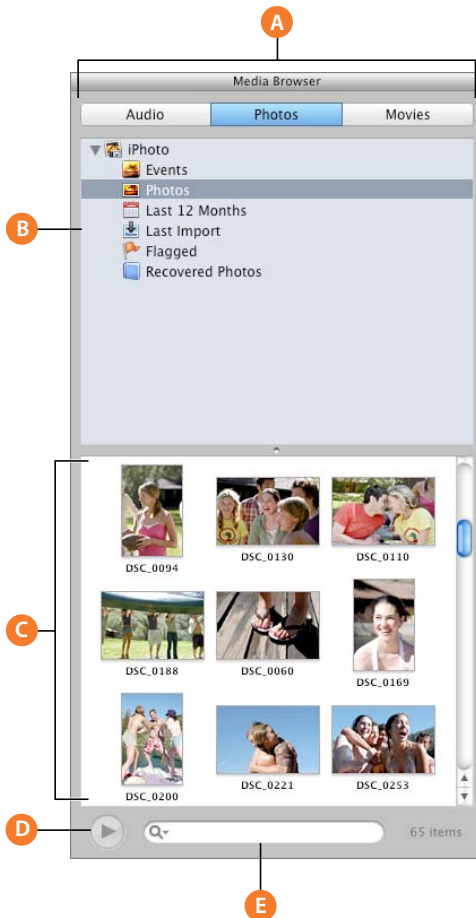 A
Media Browser
Audio Photos Movies
iPhoto
Events
Photos
B
Last 12 Months
Last Import
Flagged
Recovered Photos
DSC_0094 DSC_0130 DSC_0110
C
DSC_0188 DSC_0060 DSC_0169
DSC_0200 DSC_0221 DSC_0253
D
65 items
E